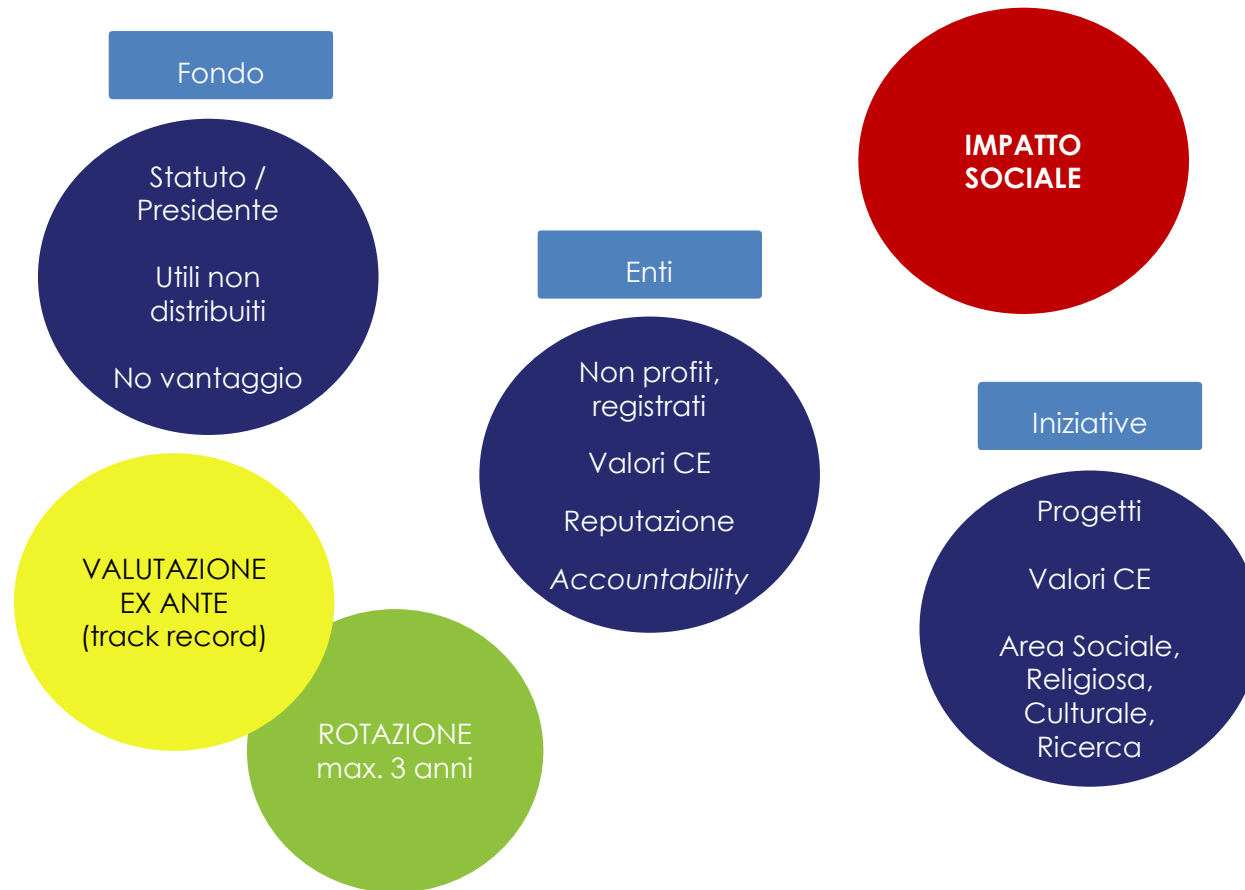 Fondo
Statuto /
Presidente
Utili non
distribuiti
No vantaggio
VALUTAZIONE
EX ANTE
(track record)
ROTAZIONE
max. 3 anni
Enti
Non profit,
registrati
Valori CE
Reputazione
Accountability
IMPATTO
SOCIALE
Iniziative
Progetti
Valori CE
Area Sociale,
Religiosa,
Culturale,
Ricerca